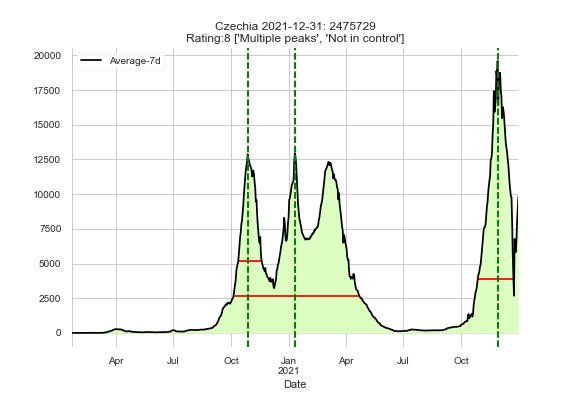 Czechia 2021-12-31: 2475729
Rating:8 ['Multiple peaks', 'Not in control']
Average-7d
20000
17500
15000
12500
10000
7500
5000
2500
0
Apr Jul Oct Jan Apr Jul Oct
2021
Date